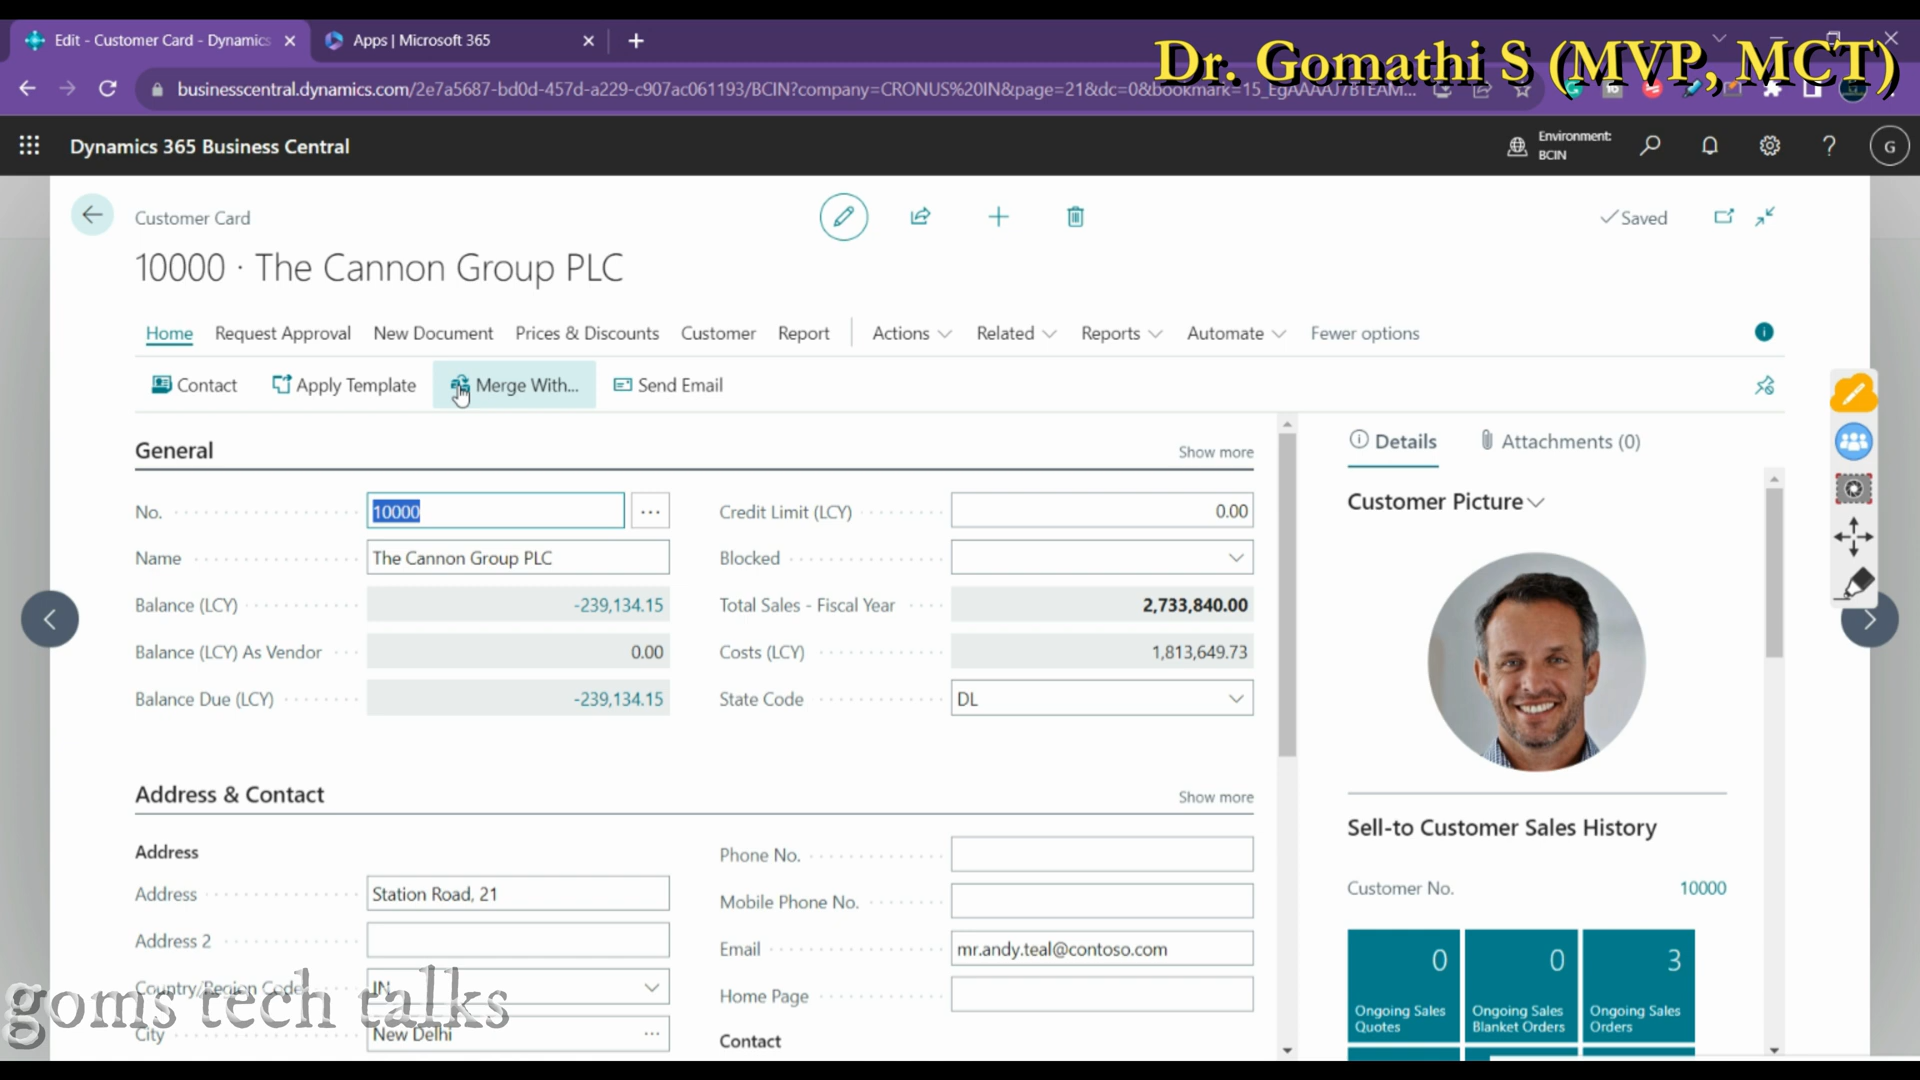 Edit - Customer Card - Dynamics
Apps | Microsoft 365
Dr. Gomathi S (MVP, MCT)
businesscentral.dynamics.com/2e7a5687-bd0d-457d-a229-c907ac061193/BCIN?company=CRONUS%20IN&page=21&dc=0&bookmark=15_EgAAAAJ7BTEAM...
Dynamics 365 Business Central
Environment:
BCIN
?
G
Customer Card
Saved
10000 · The Cannon Group PLC
Home Request Approval New Document Prices & Discounts Customer Report Actions Related Reports Automate Fewer options
Contact Apply Template Merge With... Send Email
General
Show more
No. 10000
Name The Cannon Group PLC
Balance (LCY) -239,134.15
Balance (LCY) As Vendor 0.00
Balance Due (LCY) -239,134.15
Credit Limit (LCY) 0.00
Blocked
Total Sales - Fiscal Year 2,733,840.00
Costs (LCY) 1,813,649.73
State Code DL
Address & Contact
Show more
Address
Address Station Road, 21
Address 2
Country/Region Code IN
City New Delhi
goms tech talks
Phone No.
Mobile Phone No.
Email mr.andy.teal@contoso.com
Home Page
Contact
Details
Attachments (0)
Customer Picture
Sell-to Customer Sales History
Customer No. 10000
0
Ongoing Sales
Quotes
0
Ongoing Sales
Blanket Orders
3
Ongoing Sales
Orders